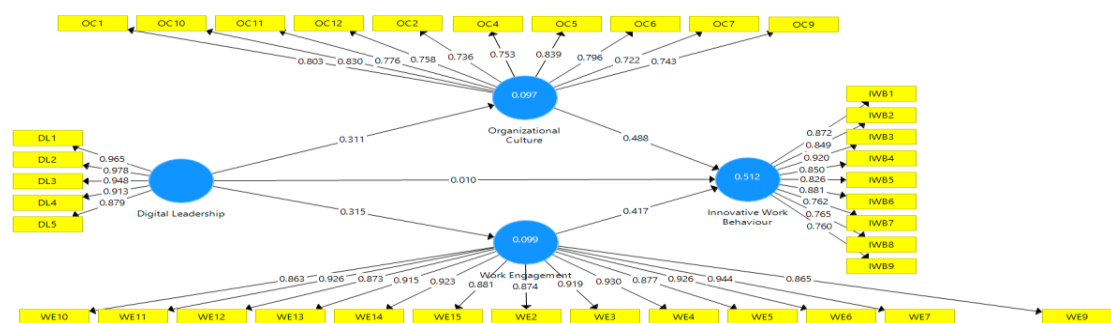 OC1 OC10 OC11 OC12 OC2 OC4 OC5 OC6 OC7 OC9
0.803 0.830 0.776 0.758 0.736 0.753 0.839 0.796 0.722 0.743
0.097
Organizational
Culture
DL1
DL2
DL3
DL4
DL5
0.965
0.978
0.948
0.913
0.879
Digital Leadership
0.311
0.010
0.315
0.488
0.417
0.512
Innovative Work
Behaviour
0.872
0.849
0.920
0.850
0.826
0.881
0.762
0.765
0.760
IWB1
IWB2
IWB3
IWB4
IWB5
IWB6
IWB7
IWB8
IWB9
0.099
Work Engagement
0.863 0.926 0.873 0.915 0.923 0.881 0.874 0.919 0.930 0.877 0.926 0.944 0.865
WE10 WE11 WE12 WE13 WE14 WE15 WE2 WE3 WE4 WE5 WE6 WE7 WE9